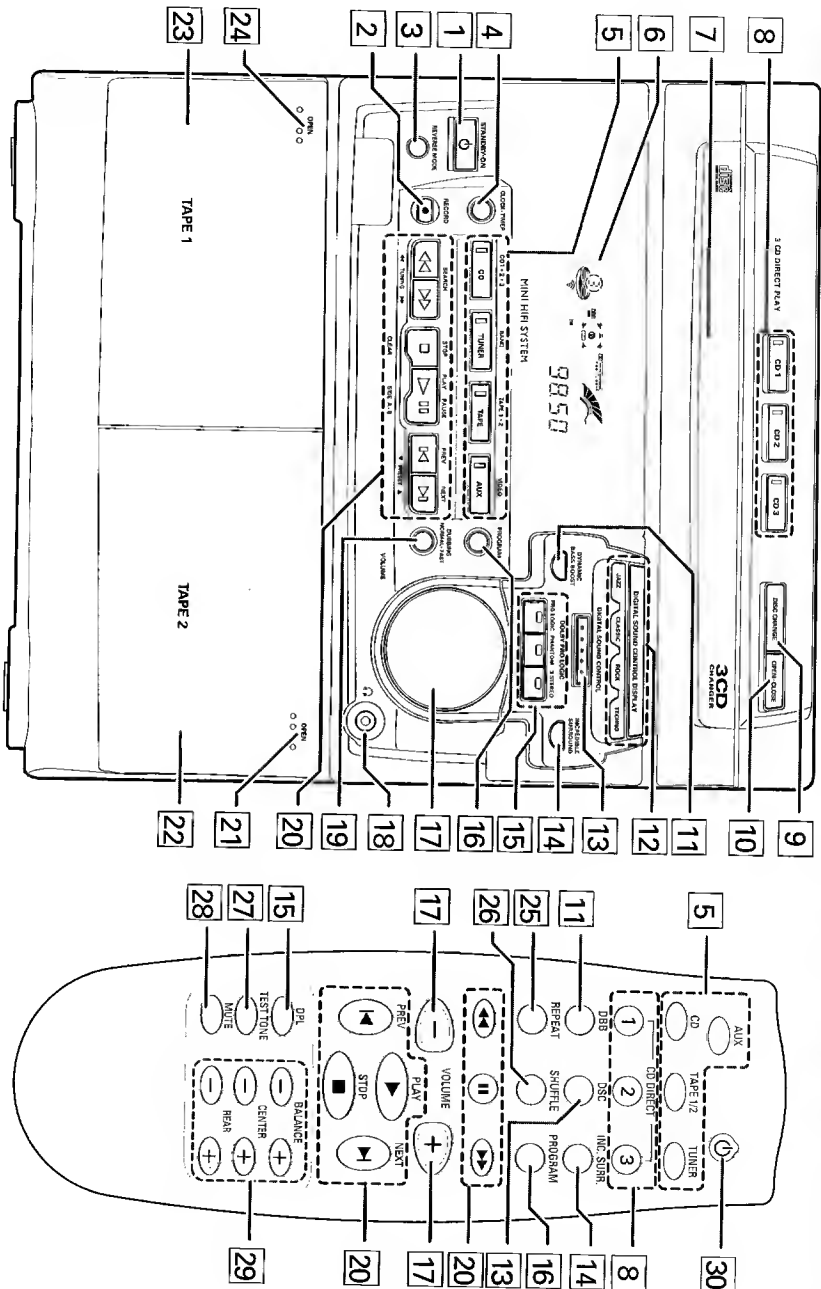 8
7
6
5
4
1
3
2
24
23
3 CD DIRECT PLAY
CD 1
CD 2
CD 3
DISC CHANGE
OPEN•CLOSE
3CD
CHANGER
disc
9850
MINI HIFI SYSTEM
DIGITAL SOUND CONTROL DISPLAY
JAZZ
CLASSIC
ROCK
TECHNO
DIGITAL SOUND CONTROL
DYNAMIC
BASS BOOST
INCREDIBLE
SURROUND
DOLBY PRO LOGIC
PRO LOGIC PHANTOM 3 STEREO
CLOCK•TIMER
CD 1•2•3
BAND
TAPE 1•2
VIDEO
CD
TUNER
TAPE
AUX
PROGRAM
STANDBY•ON
REVERSE MODE
RECORD
SEARCH
STOP
PLAY PAUSE
PREV
NEXT
TUNING
CLEAR
SIDE A•B
PRESET
DUBBING
NORMAL•FAST
VOLUME
OPEN
OPEN
TAPE 1
TAPE 2
9
10
11
12
13
14
15
16
17
18
19
20
21
22
5
30
AUX
CD
TAPE 1/2
TUNER
CD DIRECT
1
2
3
8
11
DBB
DSC
INC. SURR.
14
13
25
REPEAT
SHUFFLE
PROGRAM
16
26
20
17
VOLUME
17
PREV
PLAY
NEXT
STOP
20
15
DPL
BALANCE
27
TEST TONE
CENTER
28
MUTE
REAR
29